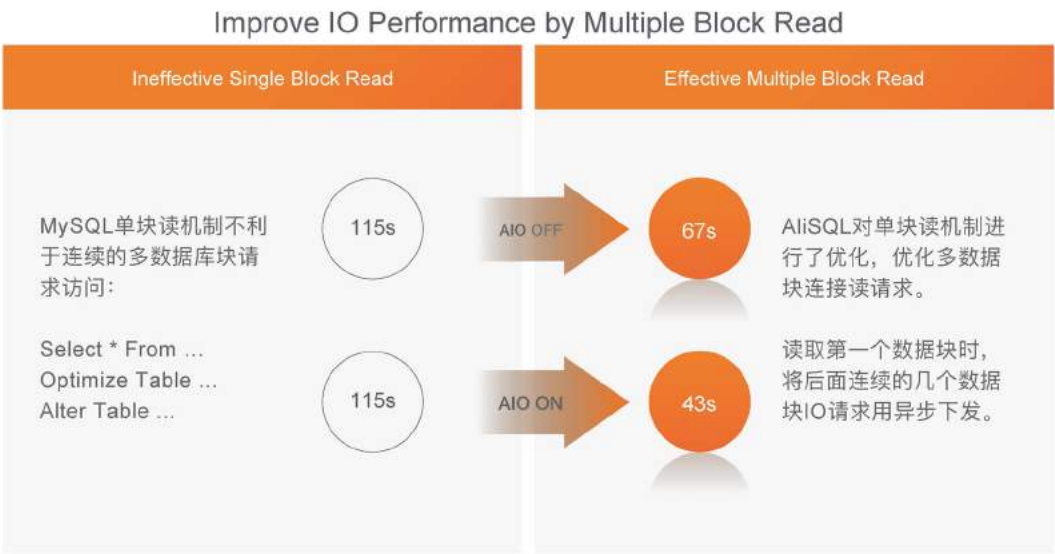 Improve IO Performance by Multiple Block Read
Ineffective Single Block Read
Effective Multiple Block Read
MySQL单块读机制不利
于连续的多数据库块请
求访问：
Select * From ...
Optimize Table ...
Alter Table ...
115s
AIO OFF
67s
115s
AIO ON
43s
AliSQL对单块读机制进
行了优化，优化多数据
块连接读请求。
读取第一个数据块时，
将后面连续的几个数据
块IO请求用异步下发。